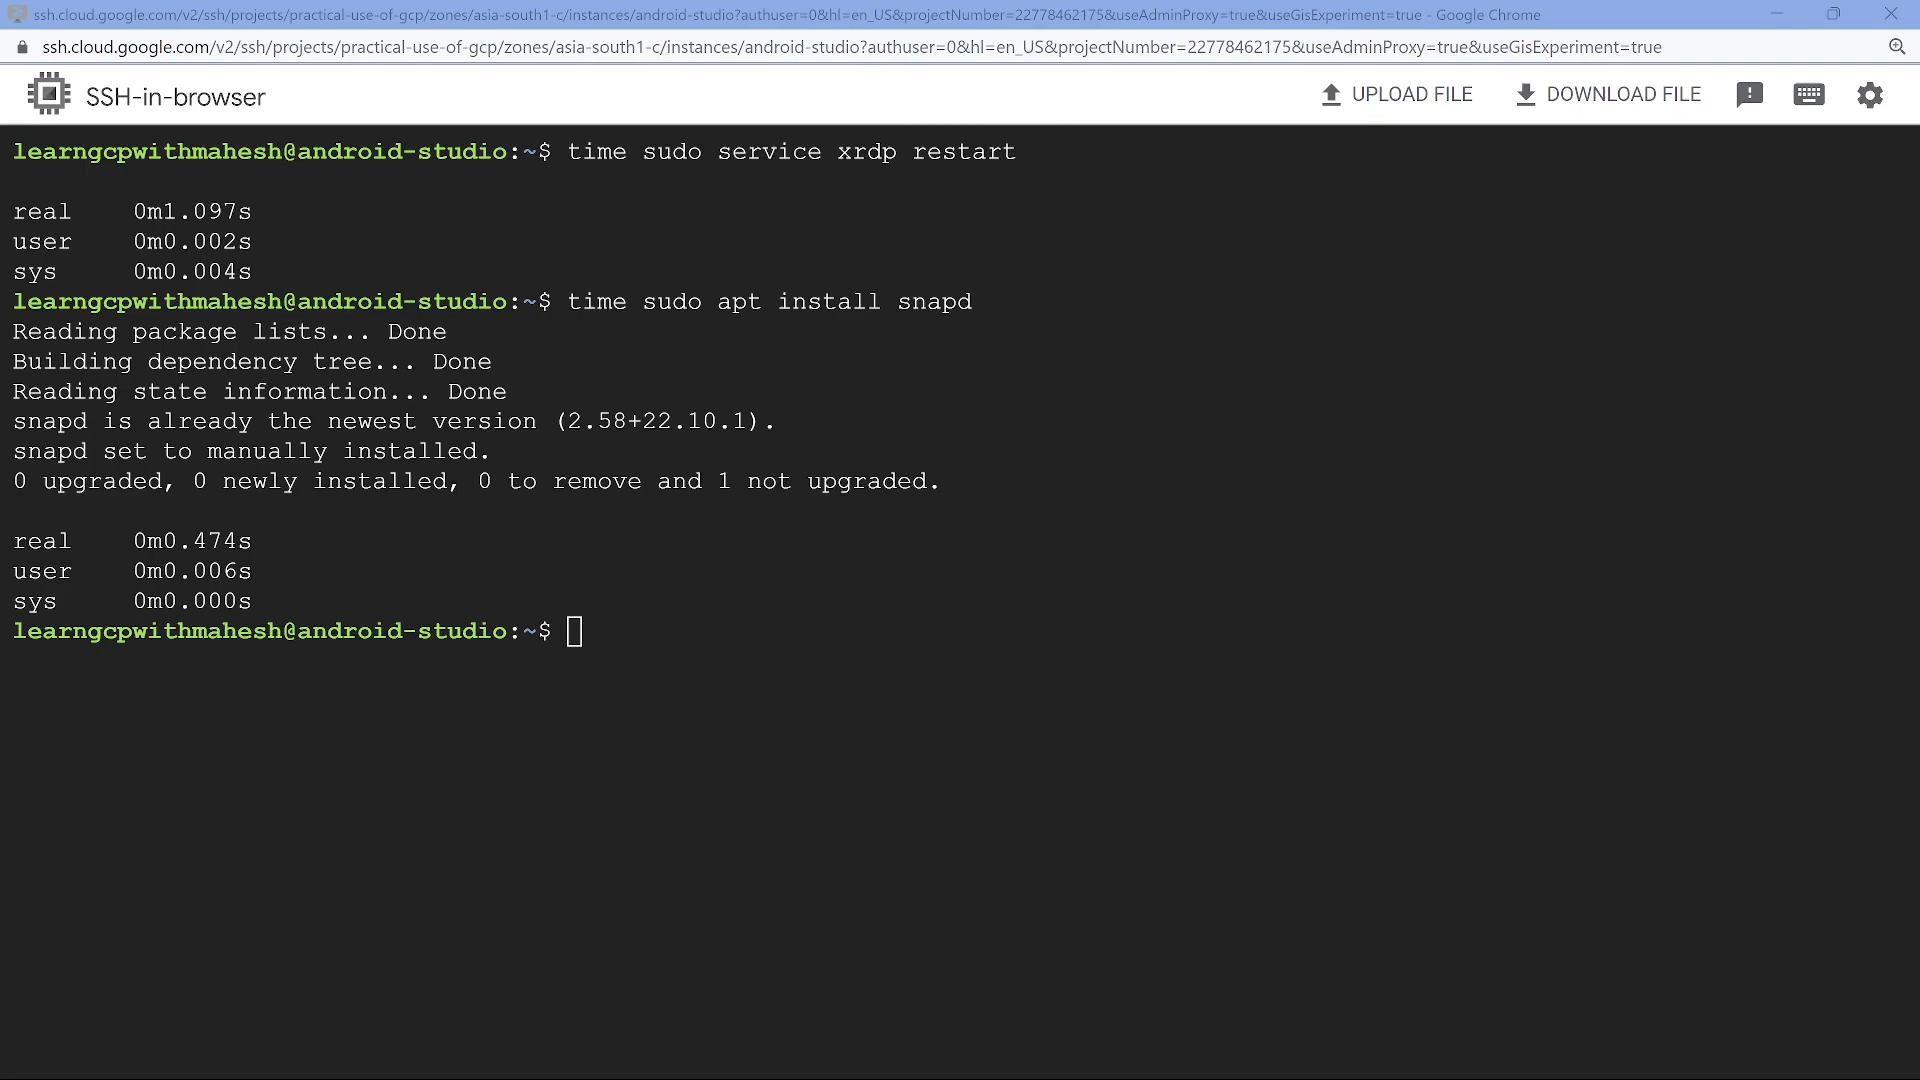 ssh.cloud.google.com/v2/ssh/projects/practical-use-of-gcp/zones/asia-south1-c/instances/android-studio?authuser=0&hl=en_US&projectNumber=22778462175&useAdminProxy=true&useGisExperiment=true - Google Chrome
ssh.cloud.google.com/v2/ssh/projects/practical-use-of-gcp/zones/asia-south1-c/instances/android-studio?authuser=0&hl=en_US&projectNumber=22778462175&useAdminProxy=true&useGisExperiment=true
SSH-in-browser UPLOAD FILE DOWNLOAD FILE
learngcpwithmahesh@android-studio:~$ time sudo service xrdp restart
real 0m1.097s
user 0m0.002s
sys 0m0.004s
learngcpwithmahesh@android-studio:~$ time sudo apt install snapd
Reading package lists... Done
Building dependency tree... Done
Reading state information... Done
snapd is already the newest version (2.58+22.10.1).
snapd set to manually installed.
0 upgraded, 0 newly installed, 0 to remove and 1 not upgraded.
real 0m0.474s
user 0m0.006s
sys 0m0.000s
learngcpwithmahesh@android-studio:~$